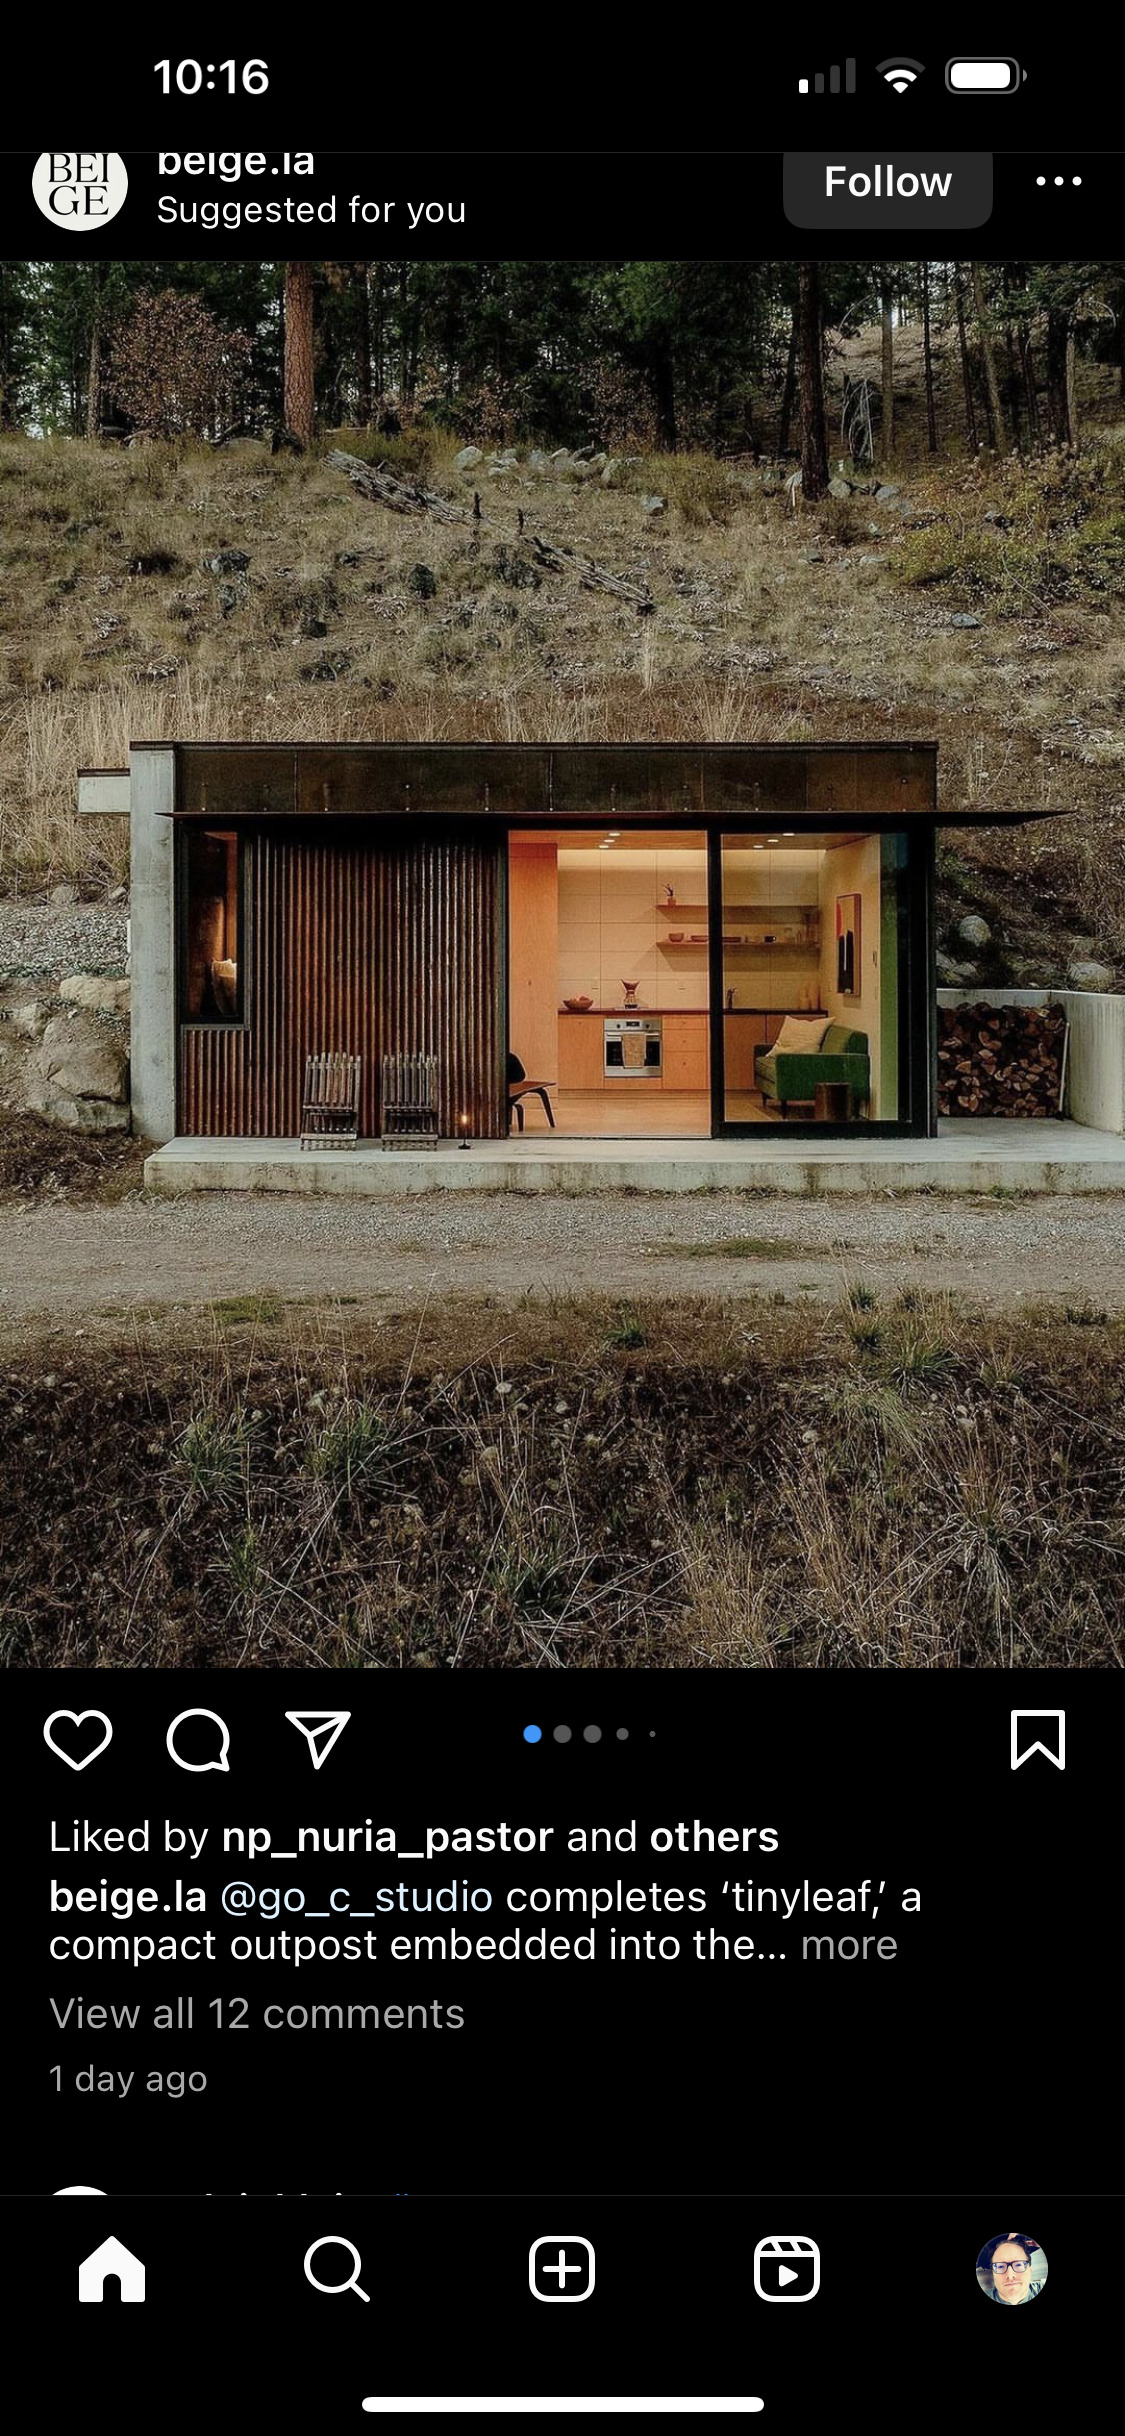 10:16
BEI
GE
beige.la
Suggested for you
Follow
Liked by np_nuria_pastor and others
beige.la @go_c_studio completes ‘tinyleaf,’ a
compact outpost embedded into the... more
View all 12 comments
1 day ago